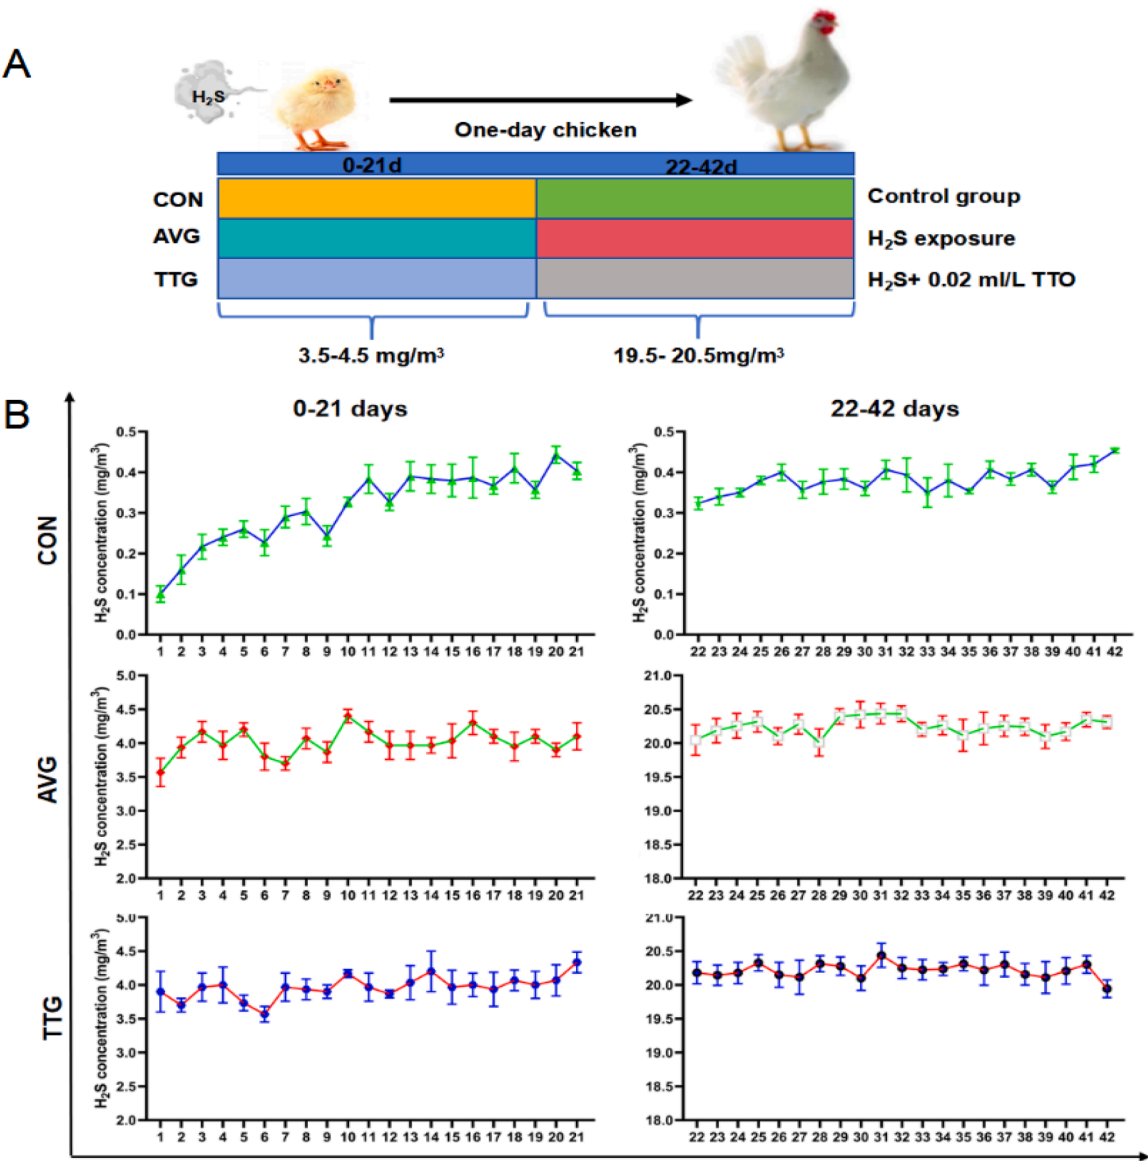 A
H₂S
One-day chicken
0-21d 22-42d
CON Control group
AVG H₂S exposure
TTG H₂S+ 0.02 ml/L TTO
3.5-4.5 mg/m³ 19.5- 20.5mg/m³
B
0-21 days 22-42 days
CON
H₂S concentration (mg/m³)
0.5
0.4
0.3
0.2
0.1
0.0
1 2 3 4 5 6 7 8 9 10 11 12 13 14 15 16 17 18 19 20 21
H₂S concentration (mg/m³)
0.5
0.4
0.3
0.2
0.1
0.0
22 23 24 25 26 27 28 29 30 31 32 33 34 35 36 37 38 39 40 41 42
AVG
H₂S concentration (mg/m³)
5.0
4.5
4.0
3.5
3.0
2.5
2.0
1 2 3 4 5 6 7 8 9 10 11 12 13 14 15 16 17 18 19 20 21
H₂S concentration (mg/m³)
21.0
20.5
20.0
19.5
19.0
18.5
18.0
22 23 24 25 26 27 28 29 30 31 32 33 34 35 36 37 38 39 40 41 42
TTG
H₂S concentration (mg/m³)
5.0
4.5
4.0
3.5
3.0
2.5
2.0
1 2 3 4 5 6 7 8 9 10 11 12 13 14 15 16 17 18 19 20 21
H₂S concentration (mg/m³)
21.0
20.5
20.0
19.5
19.0
18.5
18.0
22 23 24 25 26 27 28 29 30 31 32 33 34 35 36 37 38 39 40 41 42